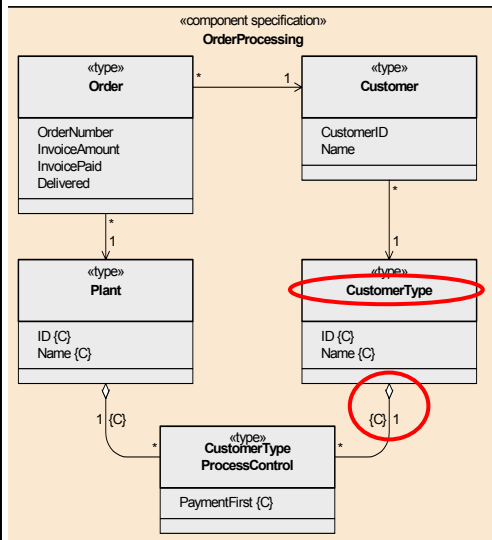 «component specification»
OrderProcessing
«type»
Order
OrderNumber
InvoiceAmount
InvoicePaid
Delivered
* 1
«type»
Customer
CustomerID
Name
*
1
*
1
«type»
Plant
ID {C}
Name {C}
«type»
CustomerType
ID {C}
Name {C}
1 {C}
*
{C} 1
*
«type»
CustomerType
ProcessControl
PaymentFirst {C}